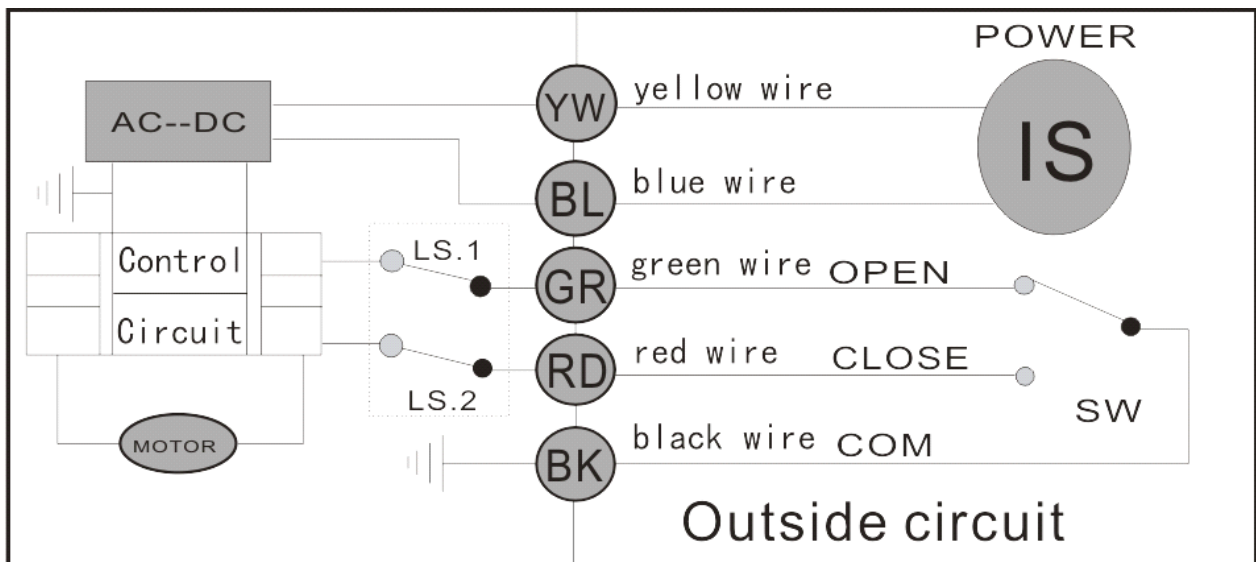 POWER
AC--DC
YW
yellow wire
IS
BL
blue wire
LS.1
GR
green wire OPEN
Control
Circuit
LS.2
RD
red wire CLOSE
SW
MOTOR
BK
black wire COM
Outside circuit